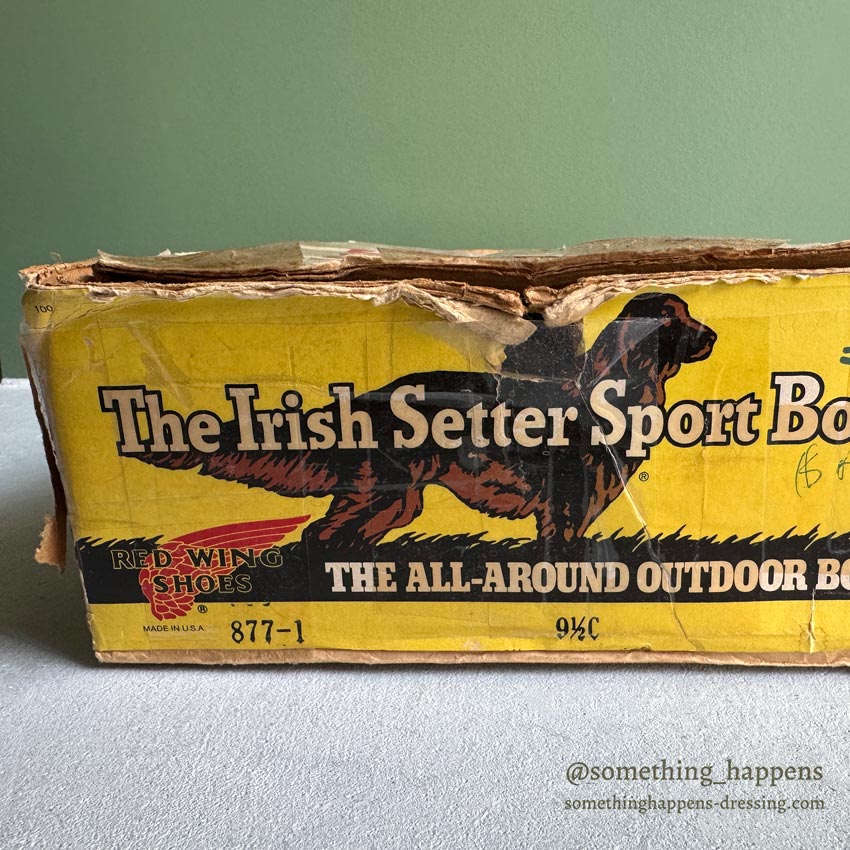 100
The Irish Setter Sport Bo
®
RED WING
SHOES
®
THE ALL-AROUND OUTDOOR BO
MADE IN U.S.A.
877-1 9½C
@something_happens
somethinghappens-dressing.com